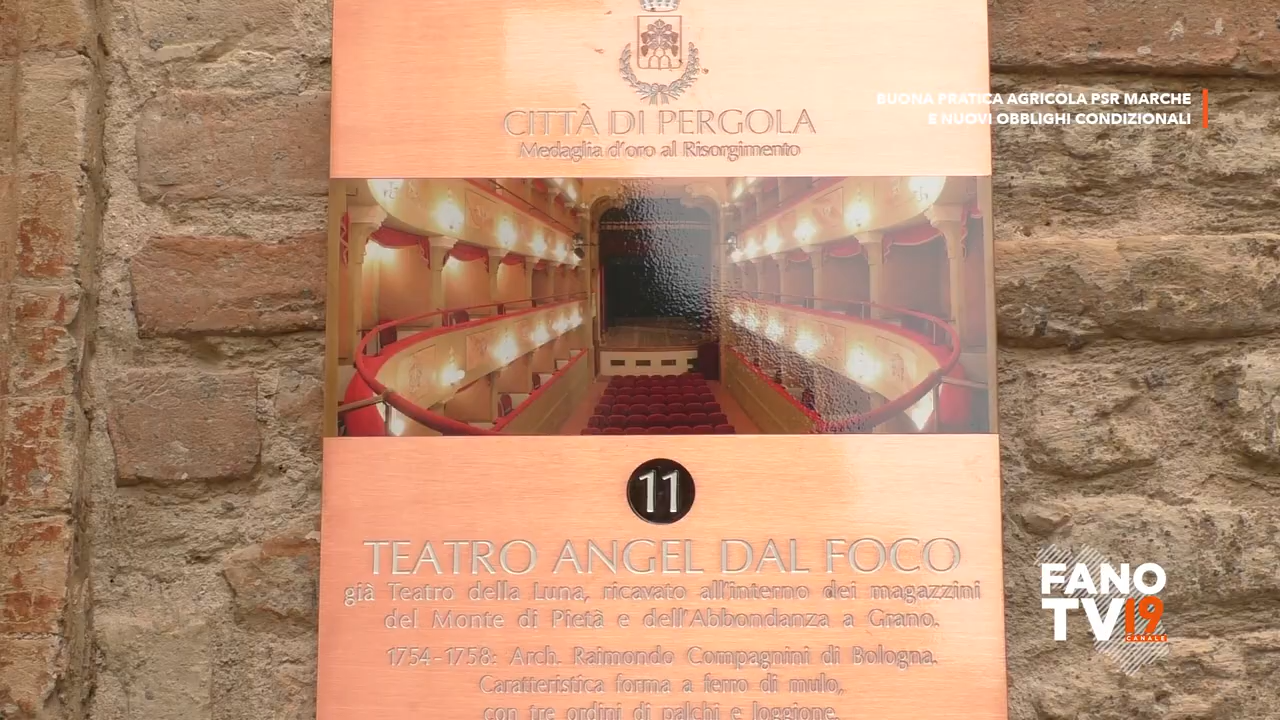 CITTÀ DI PERGOLA
Medaglia d'oro al Risorgimento
BUONA PRATICA AGRICOLA PSR MARCHE
E NUOVI OBBLIGHI CONDIZIONALI
11
TEATRO ANGEL DAL FOCO
già Teatro della Luna, ricavato all'interno dei magazzini
del Monte di Pietà e dell'Abbondanza a Grano.
1754-1758: Arch. Raimondo Compagnini di Bologna.
Caratteristica forma a ferro di mulo,
con tre ordini di palchi e loggione.
FANO
TV19
CANALE